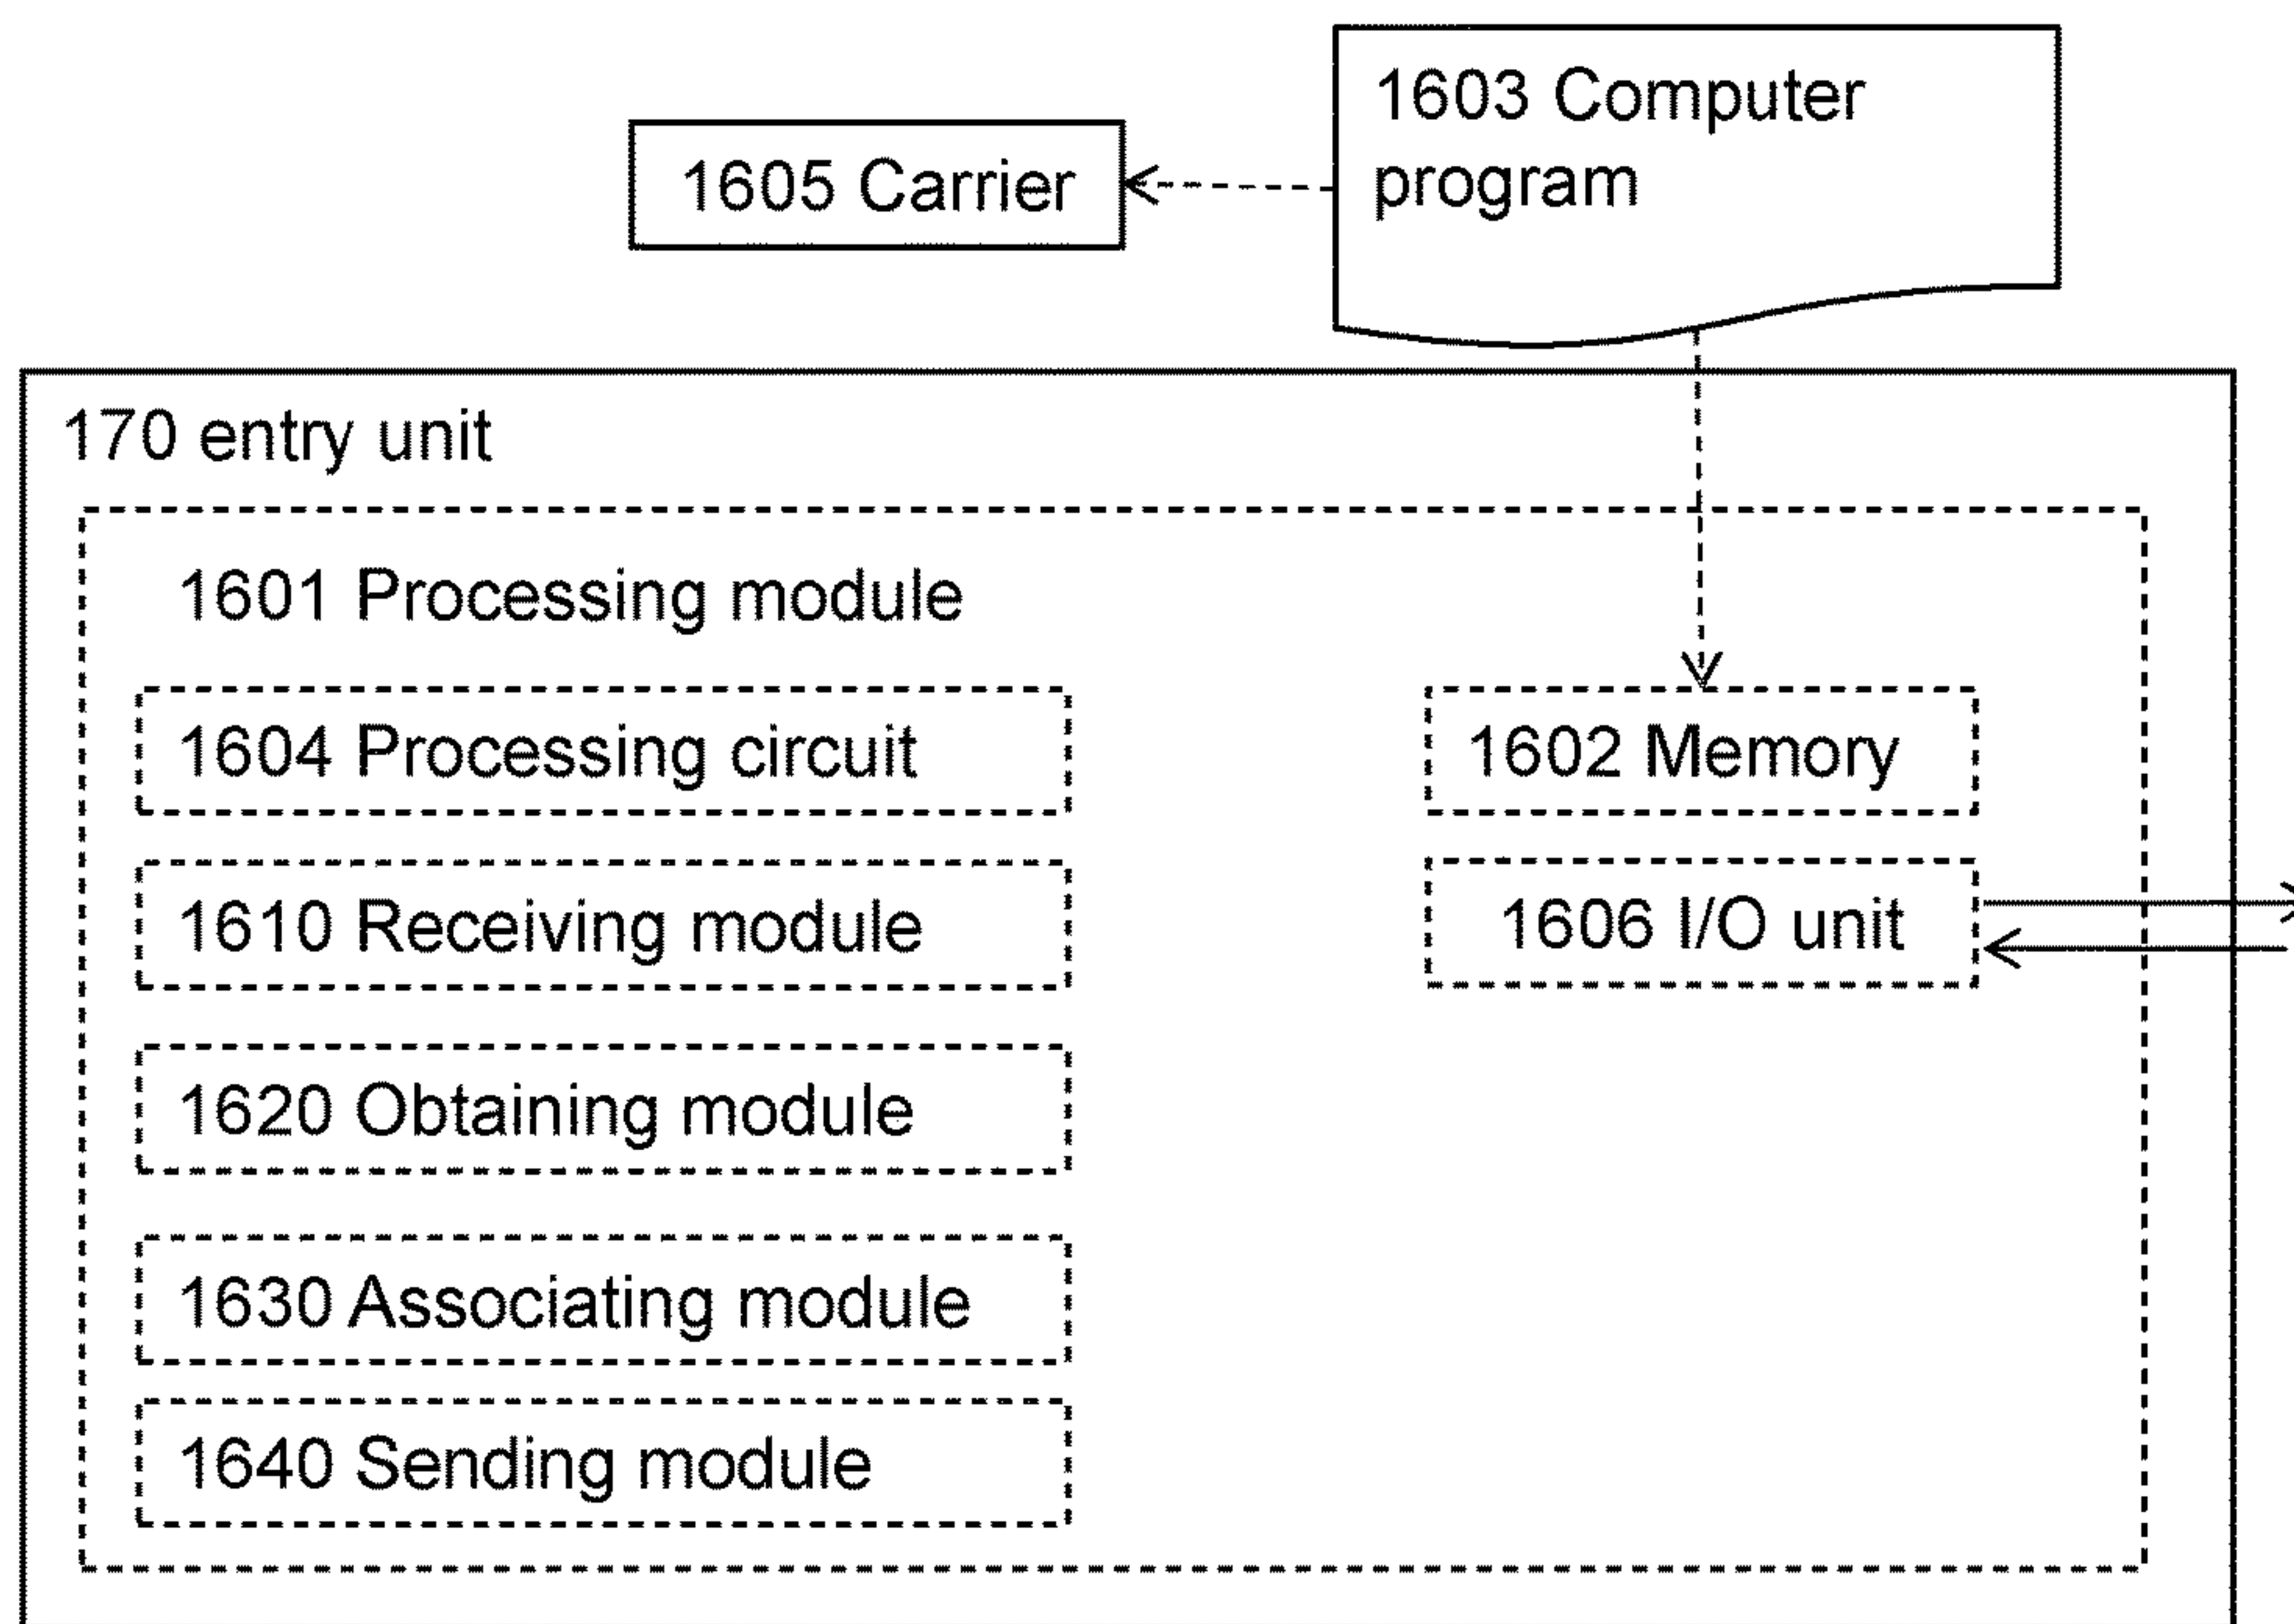 1603 Computer
program
1605 Carrier
170 entry unit
1601 Processing module
1604 Processing circuit
1602 Memory
1610 Receiving module
1606 I/O unit
1620 Obtaining module
1630 Associating module
1640 Sending module